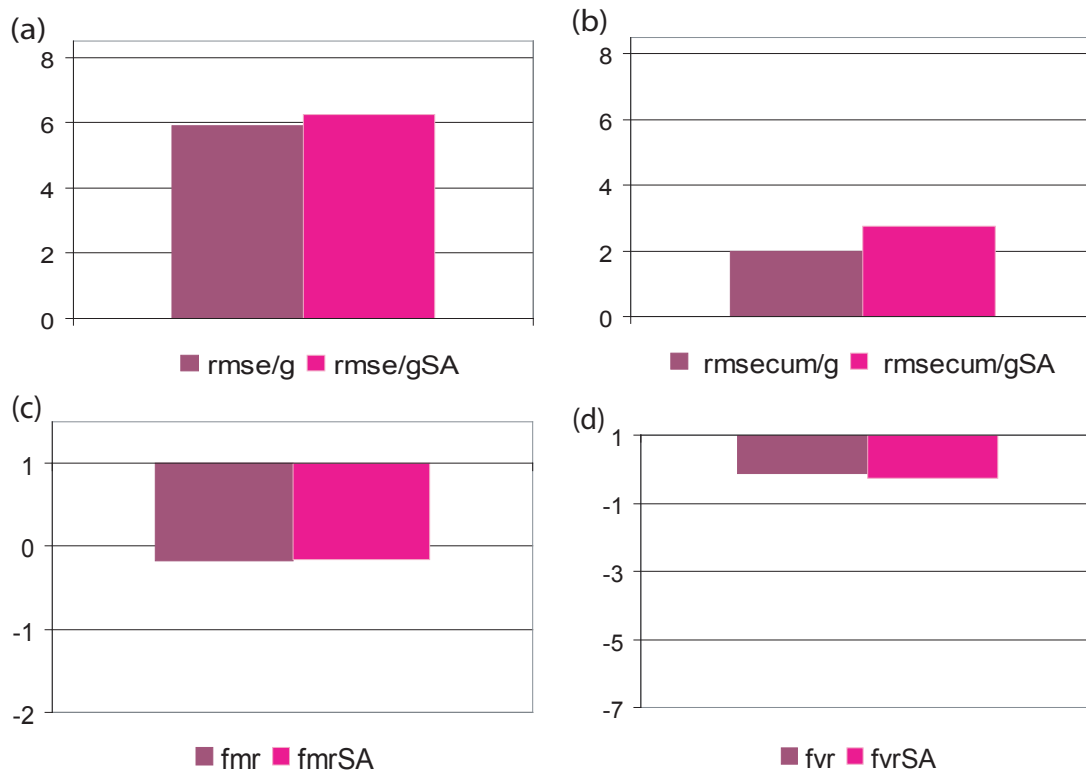 (a)
8
6
4
2
0
rmse/g rmse/gSA
(b)
8
6
4
2
0
rmsecum/g rmsecum/gSA
(c)
1
0
-1
-2
fmr fmrSA
(d)
1
-1
-3
-5
-7
fvr fvrSA